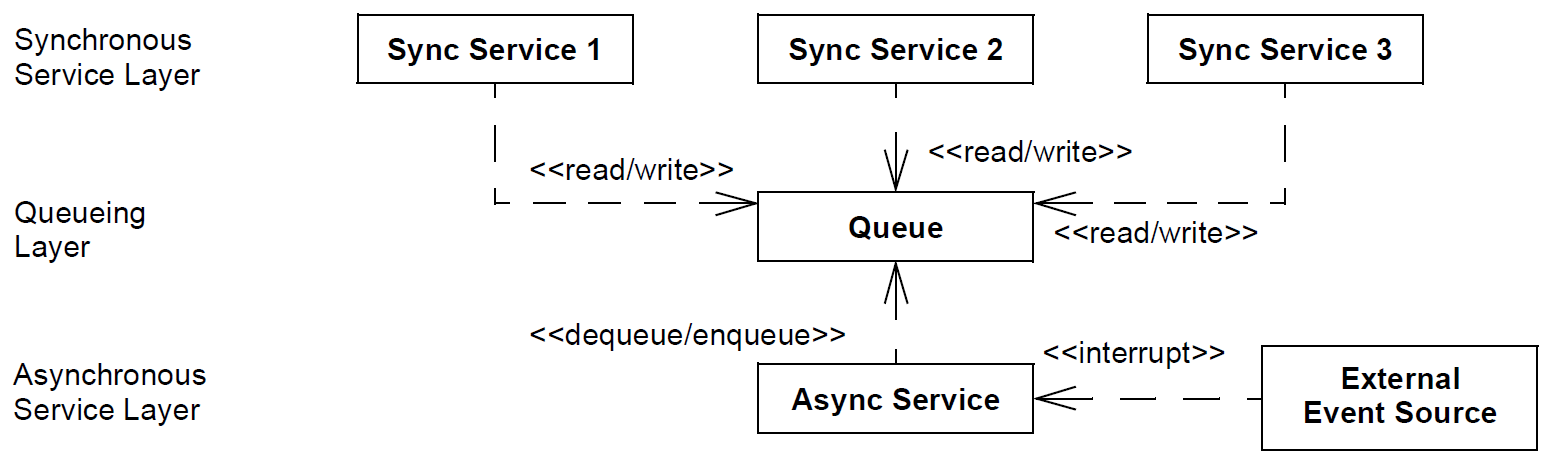 Synchronous
Service Layer
Sync Service 1
Sync Service 2
Sync Service 3
<<read/write>>
<<read/write>>
Queueing
Layer
Queue
<<read/write>>
<<dequeue/enqueue>>
<<interrupt>>
Asynchronous
Service Layer
Async Service
External
Event Source